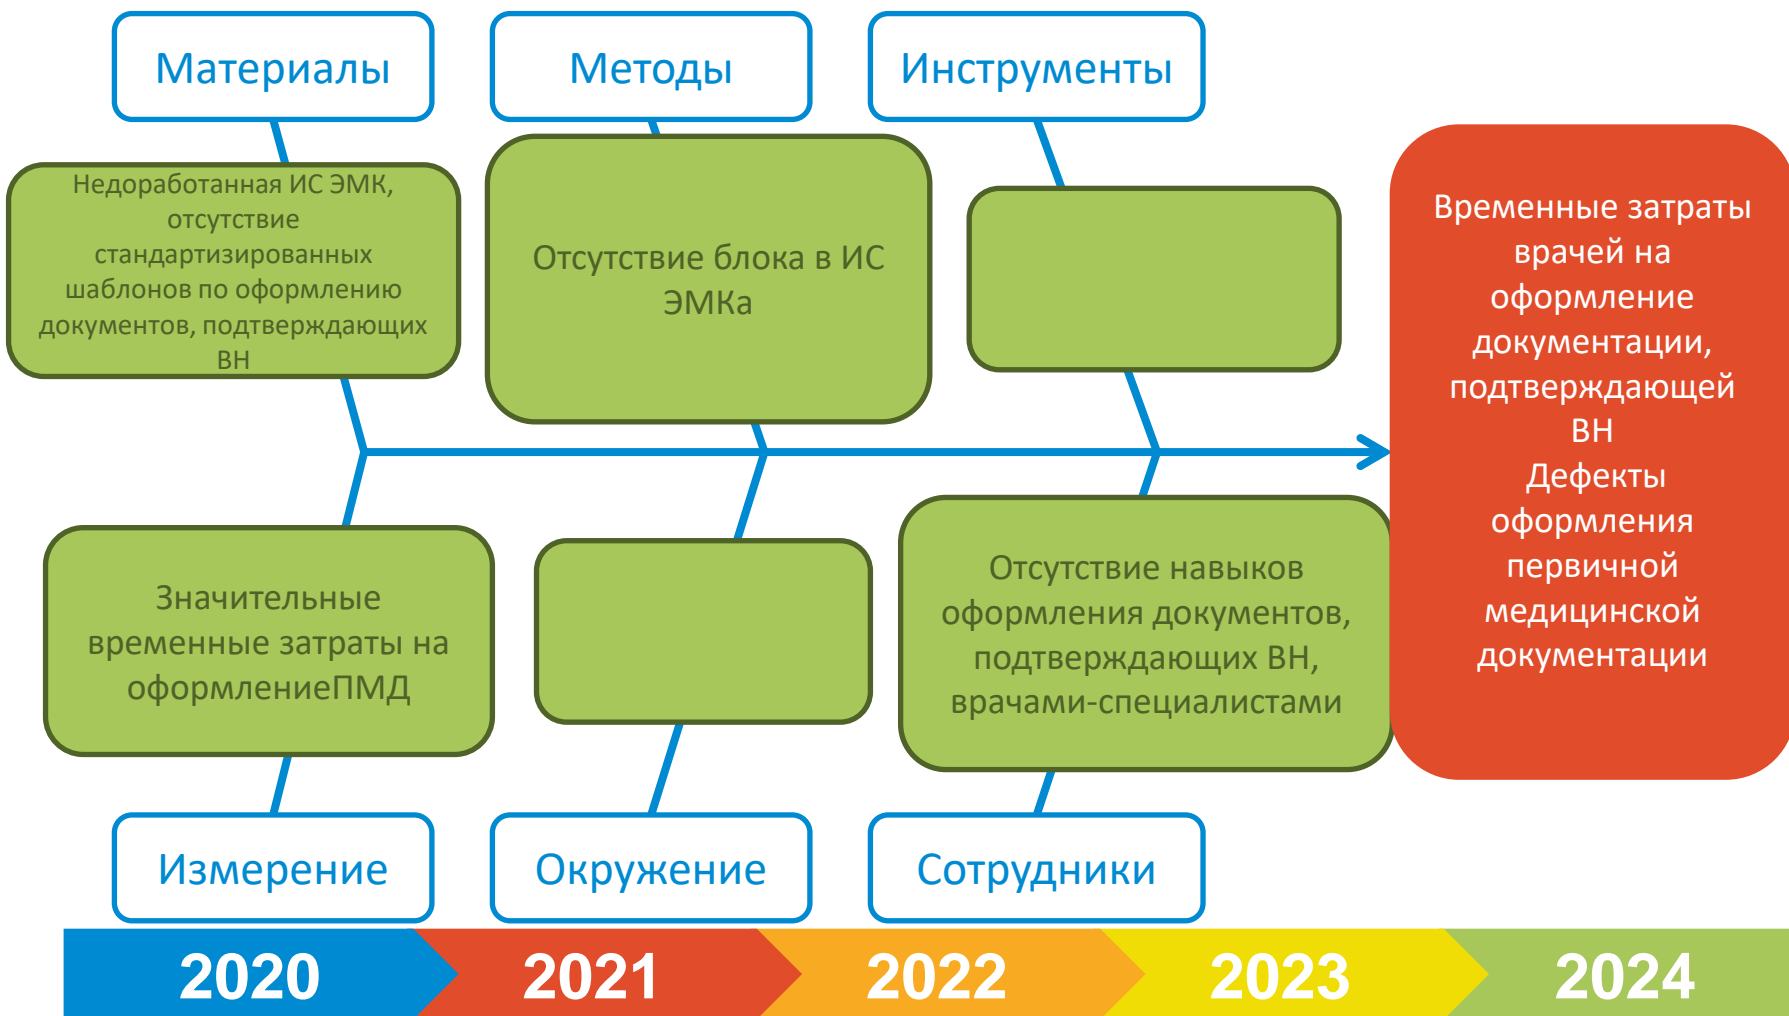 Материалы
Методы
Инструменты
Недоработанная ИС ЭМК,
отсутствие
стандартизированных
шаблонов по оформлению
документов, подтверждающих
ВН
Отсутствие блока в ИС
ЭМКа
Временные затраты
врачей на
оформление
документации,
подтверждающей
ВН
Дефекты
оформления
первичной
медицинской
документации
Значительные
временные затраты на
оформлениеПМД
Отсутствие навыков
оформления документов,
подтверждающих ВН,
врачами-специалистами
Измерение
Окружение
Сотрудники
2020
2021
2022
2023
2024